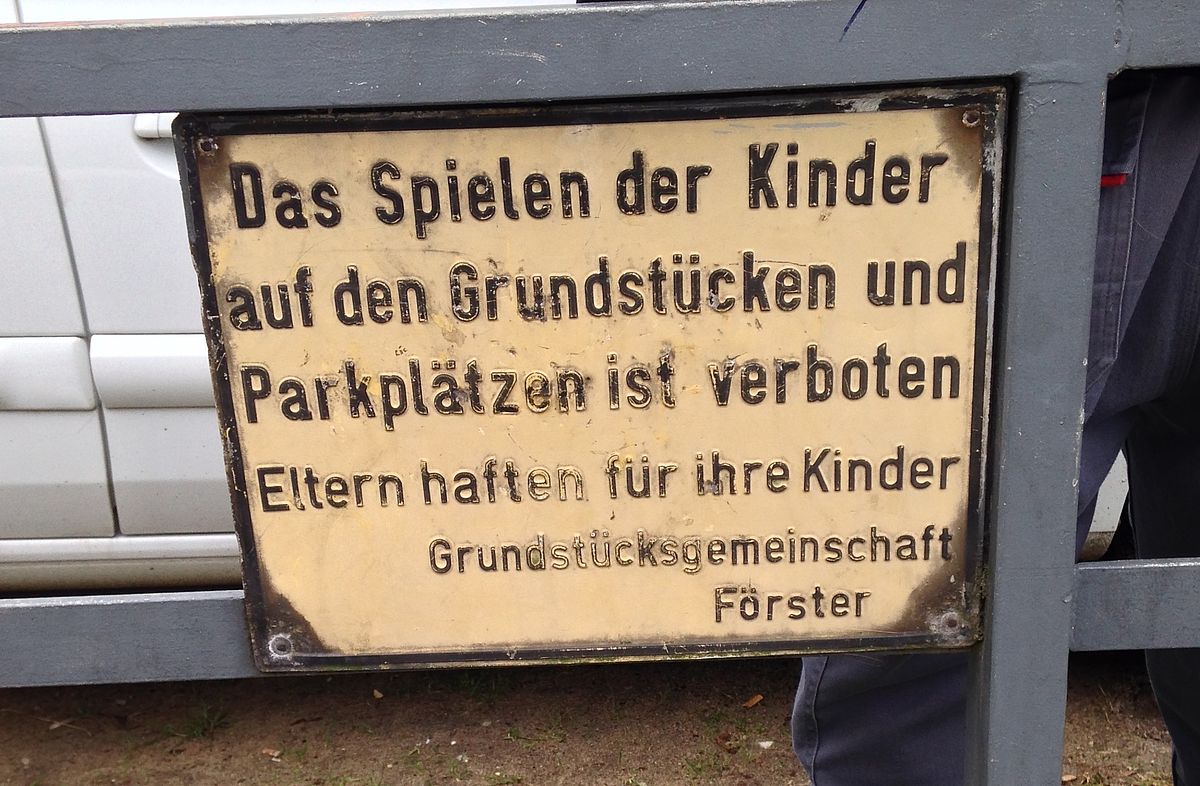 Das Spielen der Kinder
auf den Grundstücken und
Parkplätzen ist verboten
Eltern haften für ihre Kinder
Grundstücksgemeinschaft
Förster